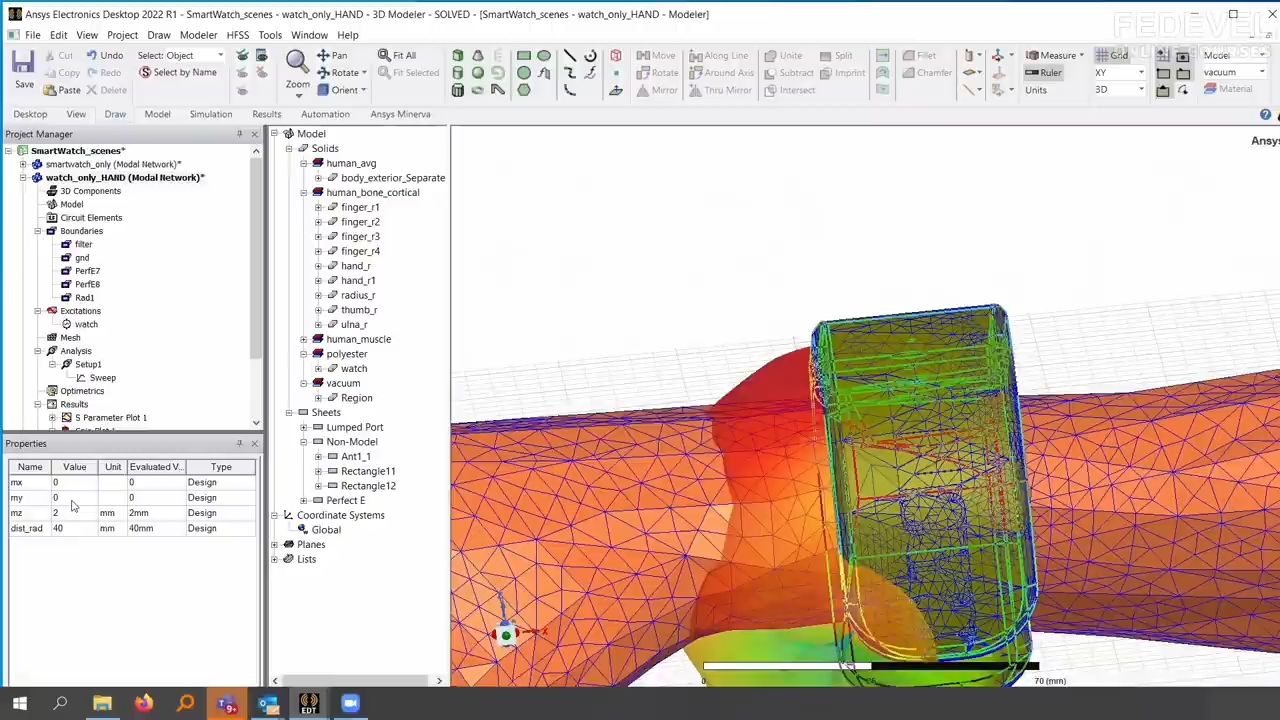 Ansys Electronics Desktop 2022 R1 - SmartWatch_scenes - watch_only_HAND - 3D Modeler - SOLVED - [SmartWatch_scenes - watch_only_HAND - Modeler]
FEDEVEL
ONLINE COURSES
File Edit View Project Draw Modeler HFSS Tools Window Help
Save
Cut
Copy
Paste
Undo
Redo
Delete
Select: Object
Select by Name
Zoom
Pan
Rotate
Orient
Fit All
Fit Selected
Move
Rotate
Mirror
Along Line
Around Axis
Thru Mirror
Unite
Subtract
Intersect
Split
Imprint
Fillet
Chamfer
Measure
Ruler
Units
Grid
XY
3D
Model
vacuum
Material
Desktop View Draw Model Simulation Results Automation Ansys Minerva
Project Manager
SmartWatch_scenes*
smartwatch_only (Modal Network)*
watch_only_HAND (Modal Network)*
3D Components
Model
Circuit Elements
Boundaries
filter
gnd
PerfE7
PerfE8
Rad1
Excitations
watch
Mesh
Analysis
Setup1
Sweep
Optimetrics
Results
S Parameter Plot 1
Properties
Name Value Unit Evaluated V... Type
mx 0 0 Design
my 0 0 Design
mz 2 mm 2mm Design
dist_rad 40 mm 40mm Design
Model
Solids
human_avg
body_exterior_Separate
human_bone_cortical
finger_r1
finger_r2
finger_r3
finger_r4
hand_r
hand_r1
radius_r
thumb_r
ulna_r
human_muscle
polyester
watch
vacuum
Region
Sheets
Lumped Port
Non-Model
Ant1_1
Rectangle11
Rectangle12
Perfect E
Coordinate Systems
Global
Planes
Lists
Ansys
X
0 35 70 (mm)
9+
EDT